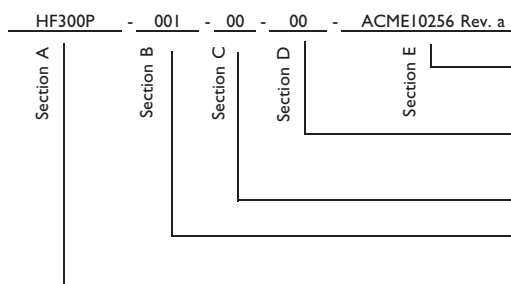 HF300P - 001 - 00 - 00 - ACME10256 Rev. a
Section A
Section B
Section C
Section D
Section E